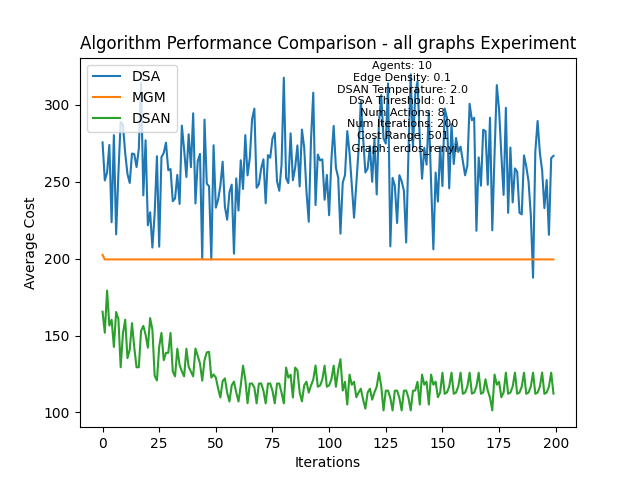 Algorithm Performance Comparison - all graphs Experiment
DSA
MGM
DSAN
Agents: 10
Edge Density: 0.1
DSAN Temperature: 2.0
DSA Threshold: 0.1
Num Actions: 8
Num Iterations: 200
Cost Range: 501
Graph: erdos_renyi
Average Cost
300
250
200
150
100
0 25 50 75 100 125 150 175 200
Iterations